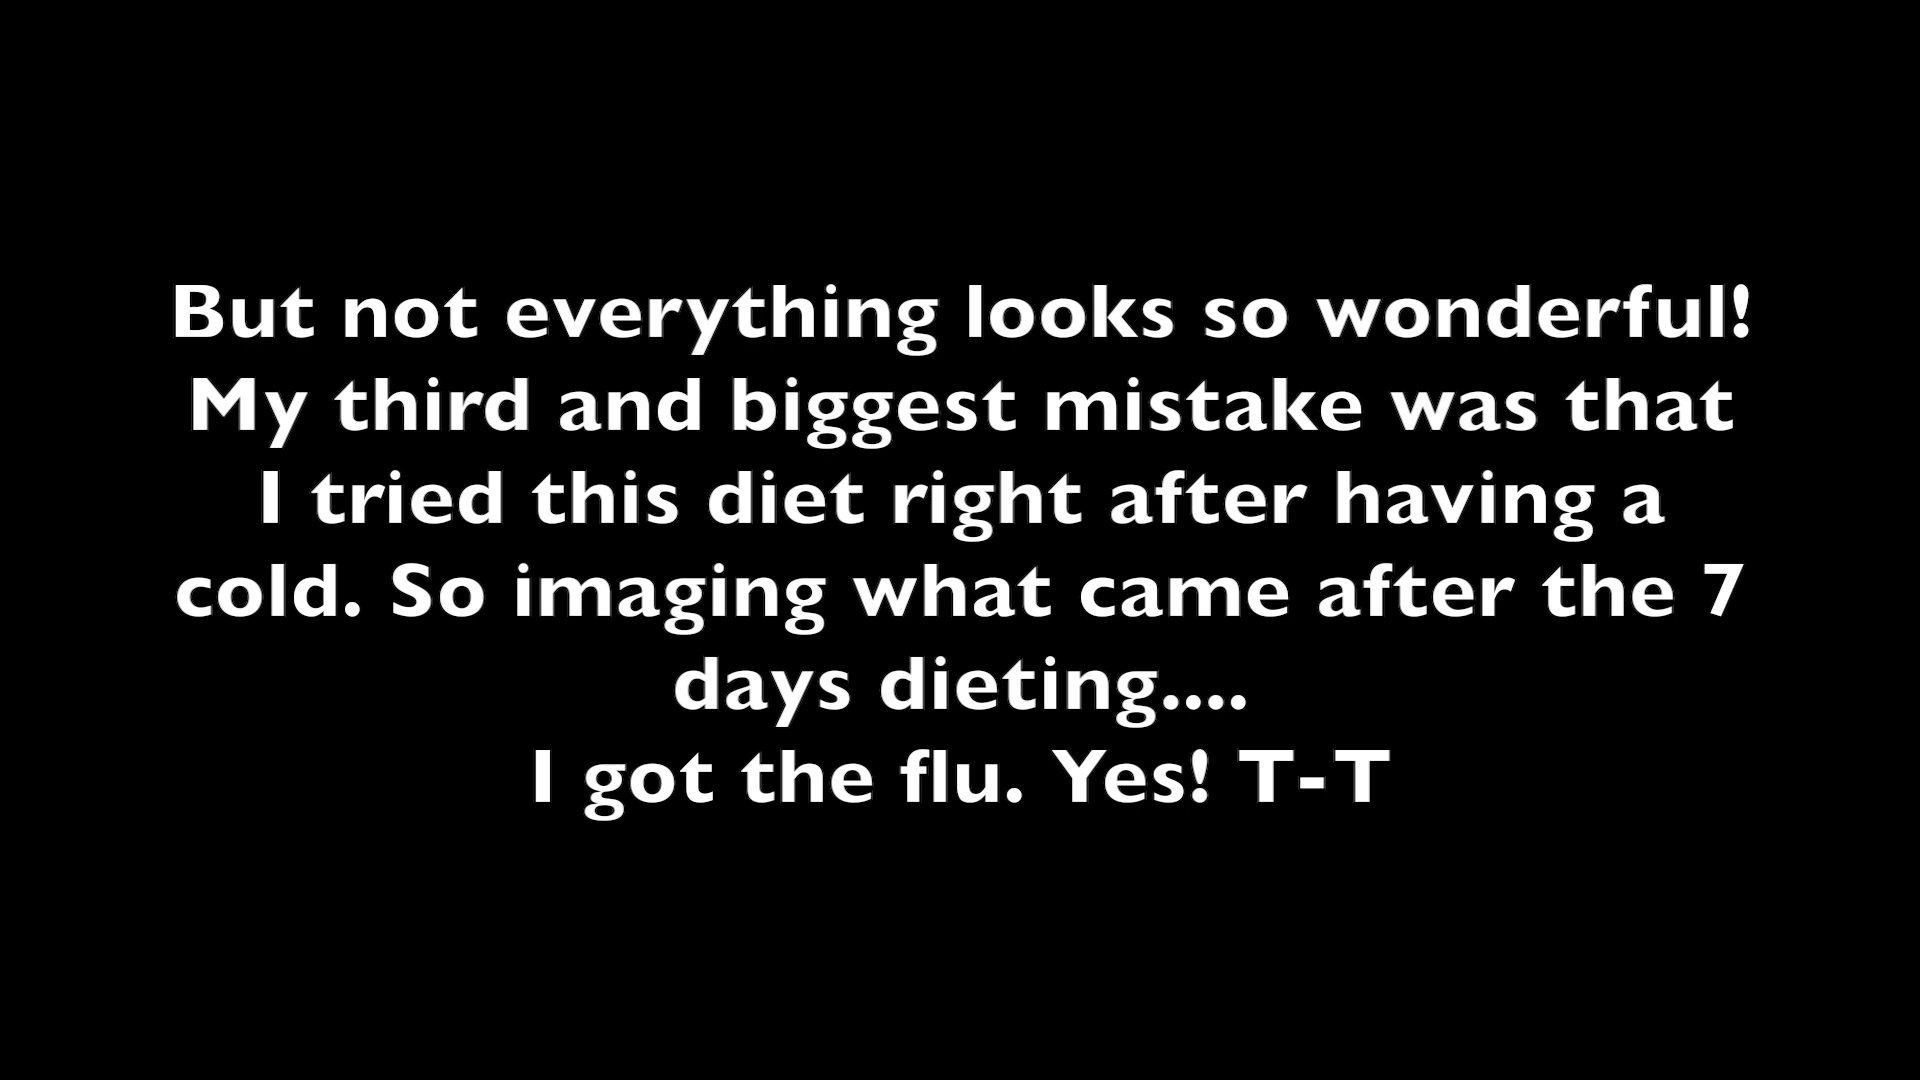 But not everything looks so wonderful!
My third and biggest mistake was that
I tried this diet right after having a
cold. So imaging what came after the 7
days dieting....
I got the flu. Yes! T-T